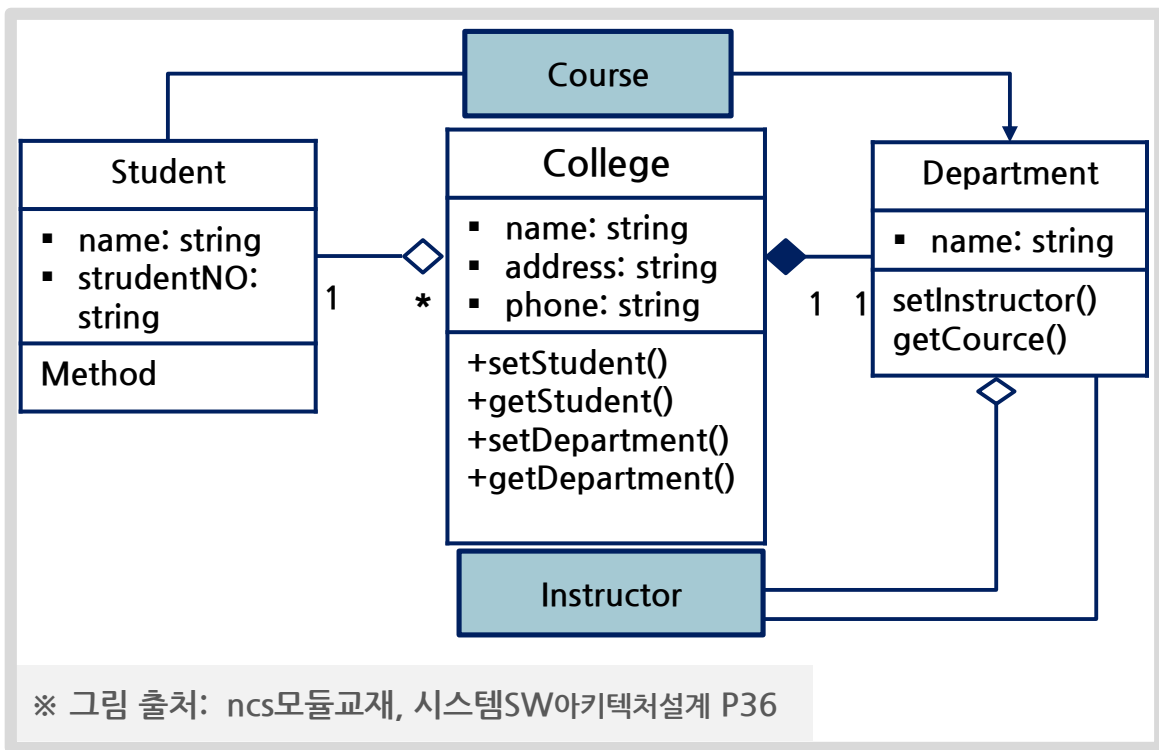 Course
Student
▪ name: string
▪ strudentNO:
string
Method
1
*
College
▪ name: string
▪ address: string
▪ phone: string
+setStudent()
+getStudent()
+setDepartment()
+getDepartment()
1
1
Department
▪ name: string
setInstructor()
getCource()
Instructor
※ 그림 출처: ncs모듈교재, 시스템SW아키텍처설계 P36